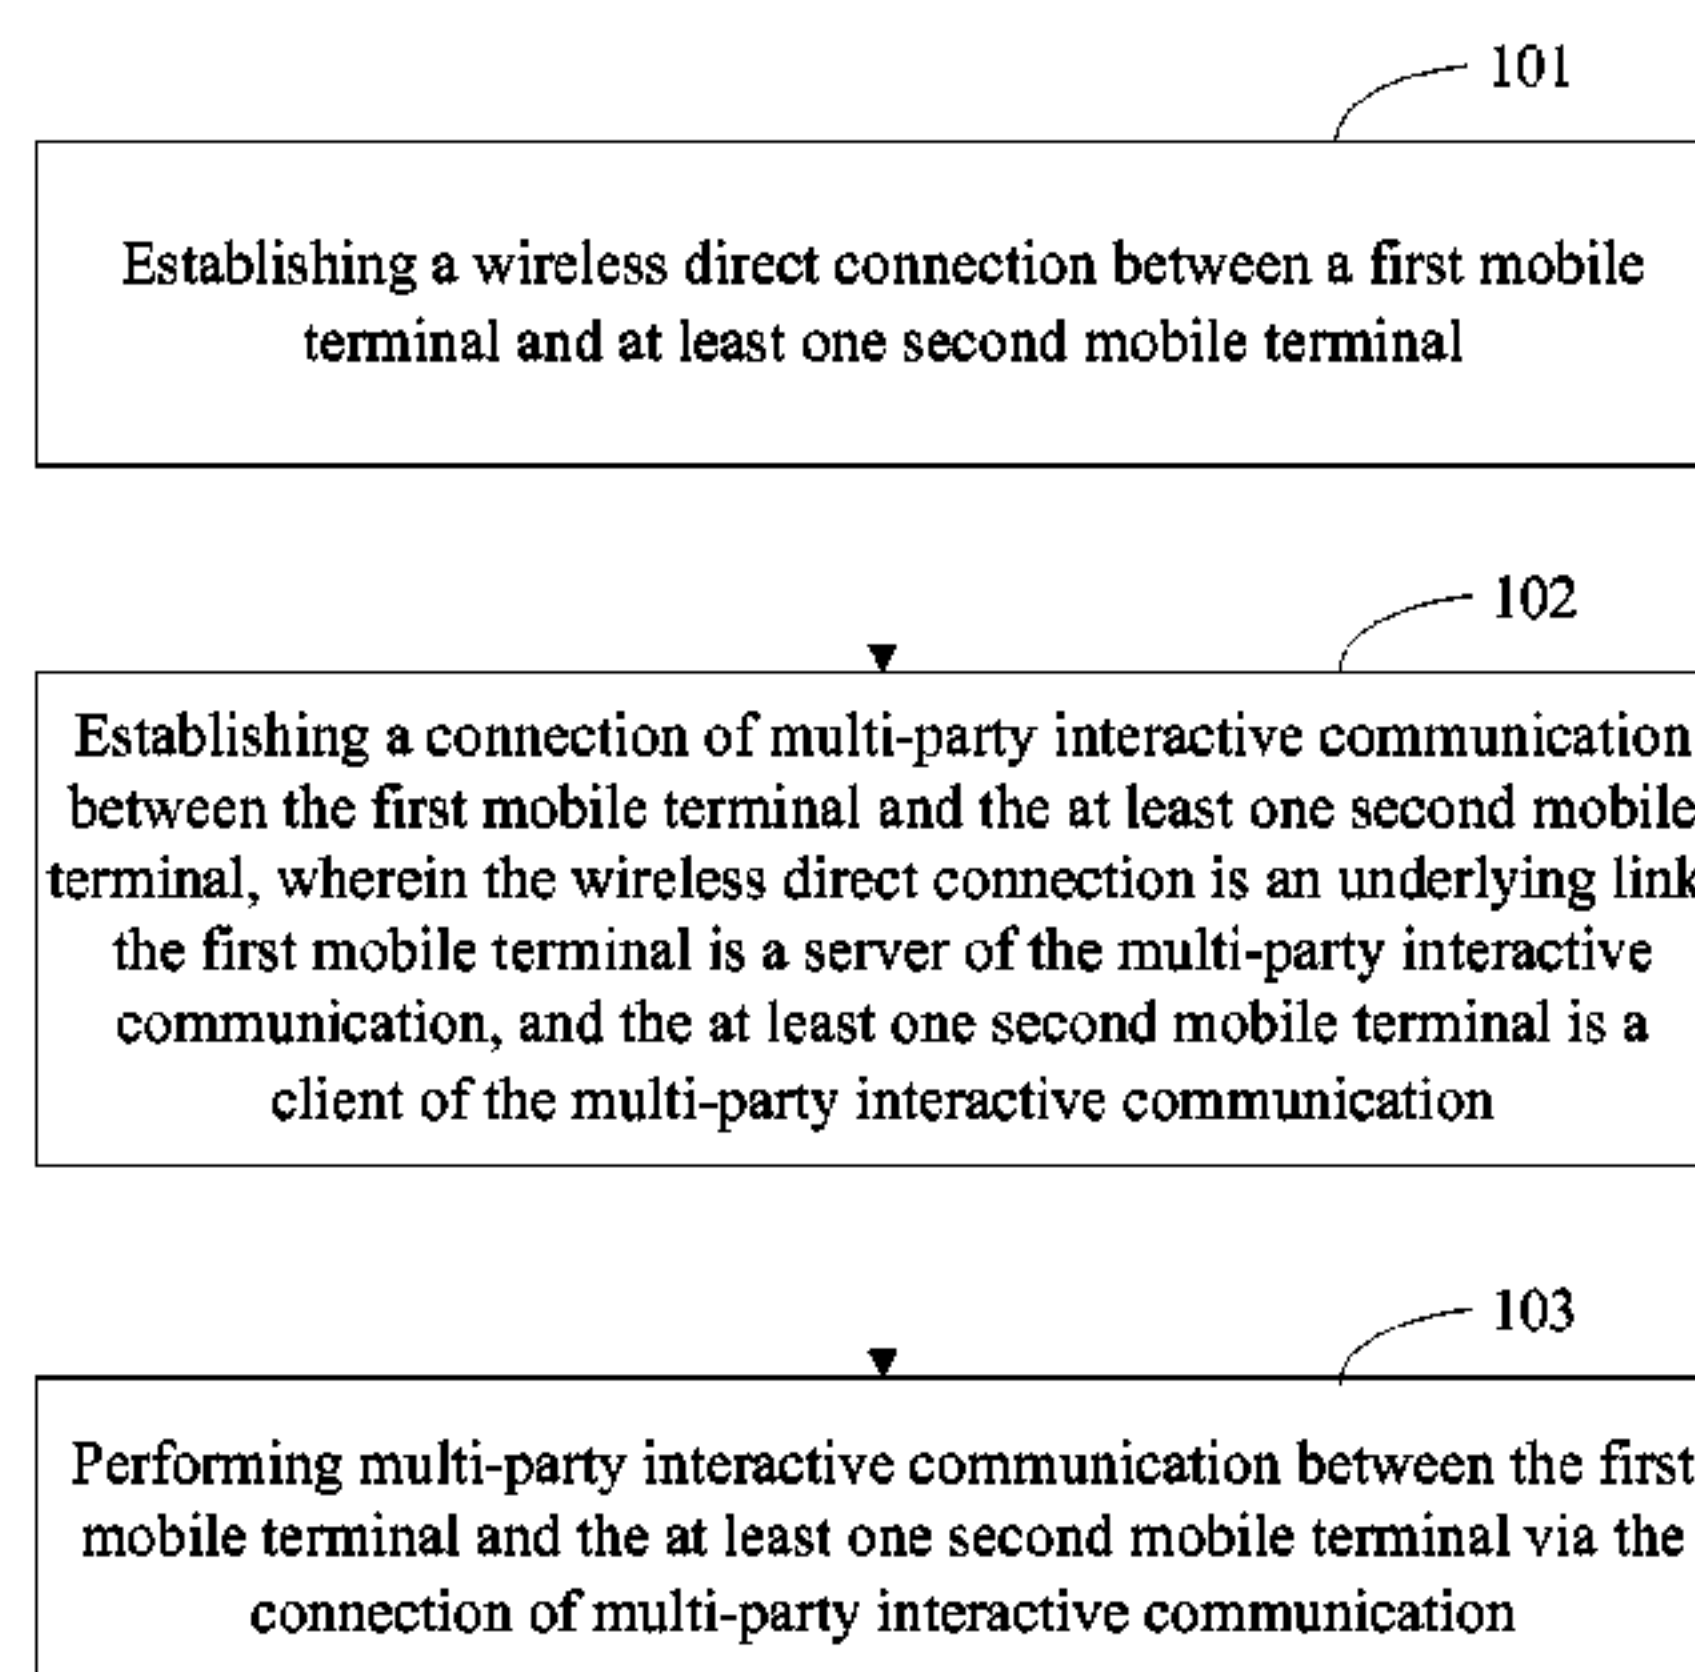 101
Establishing a wireless direct connection between a first mobile
terminal and at least one second mobile terminal
102
Establishing a connection of multi-party interactive communication
between the first mobile terminal and the at least one second mobile
terminal, wherein the wireless direct connection is an underlying link
the first mobile terminal is a server of the multi-party interactive
communication, and the at least one second mobile terminal is a
client of the multi-party interactive communication
103
Performing multi-party interactive communication between the first
mobile terminal and the at least one second mobile terminal via the
connection of multi-party interactive communication